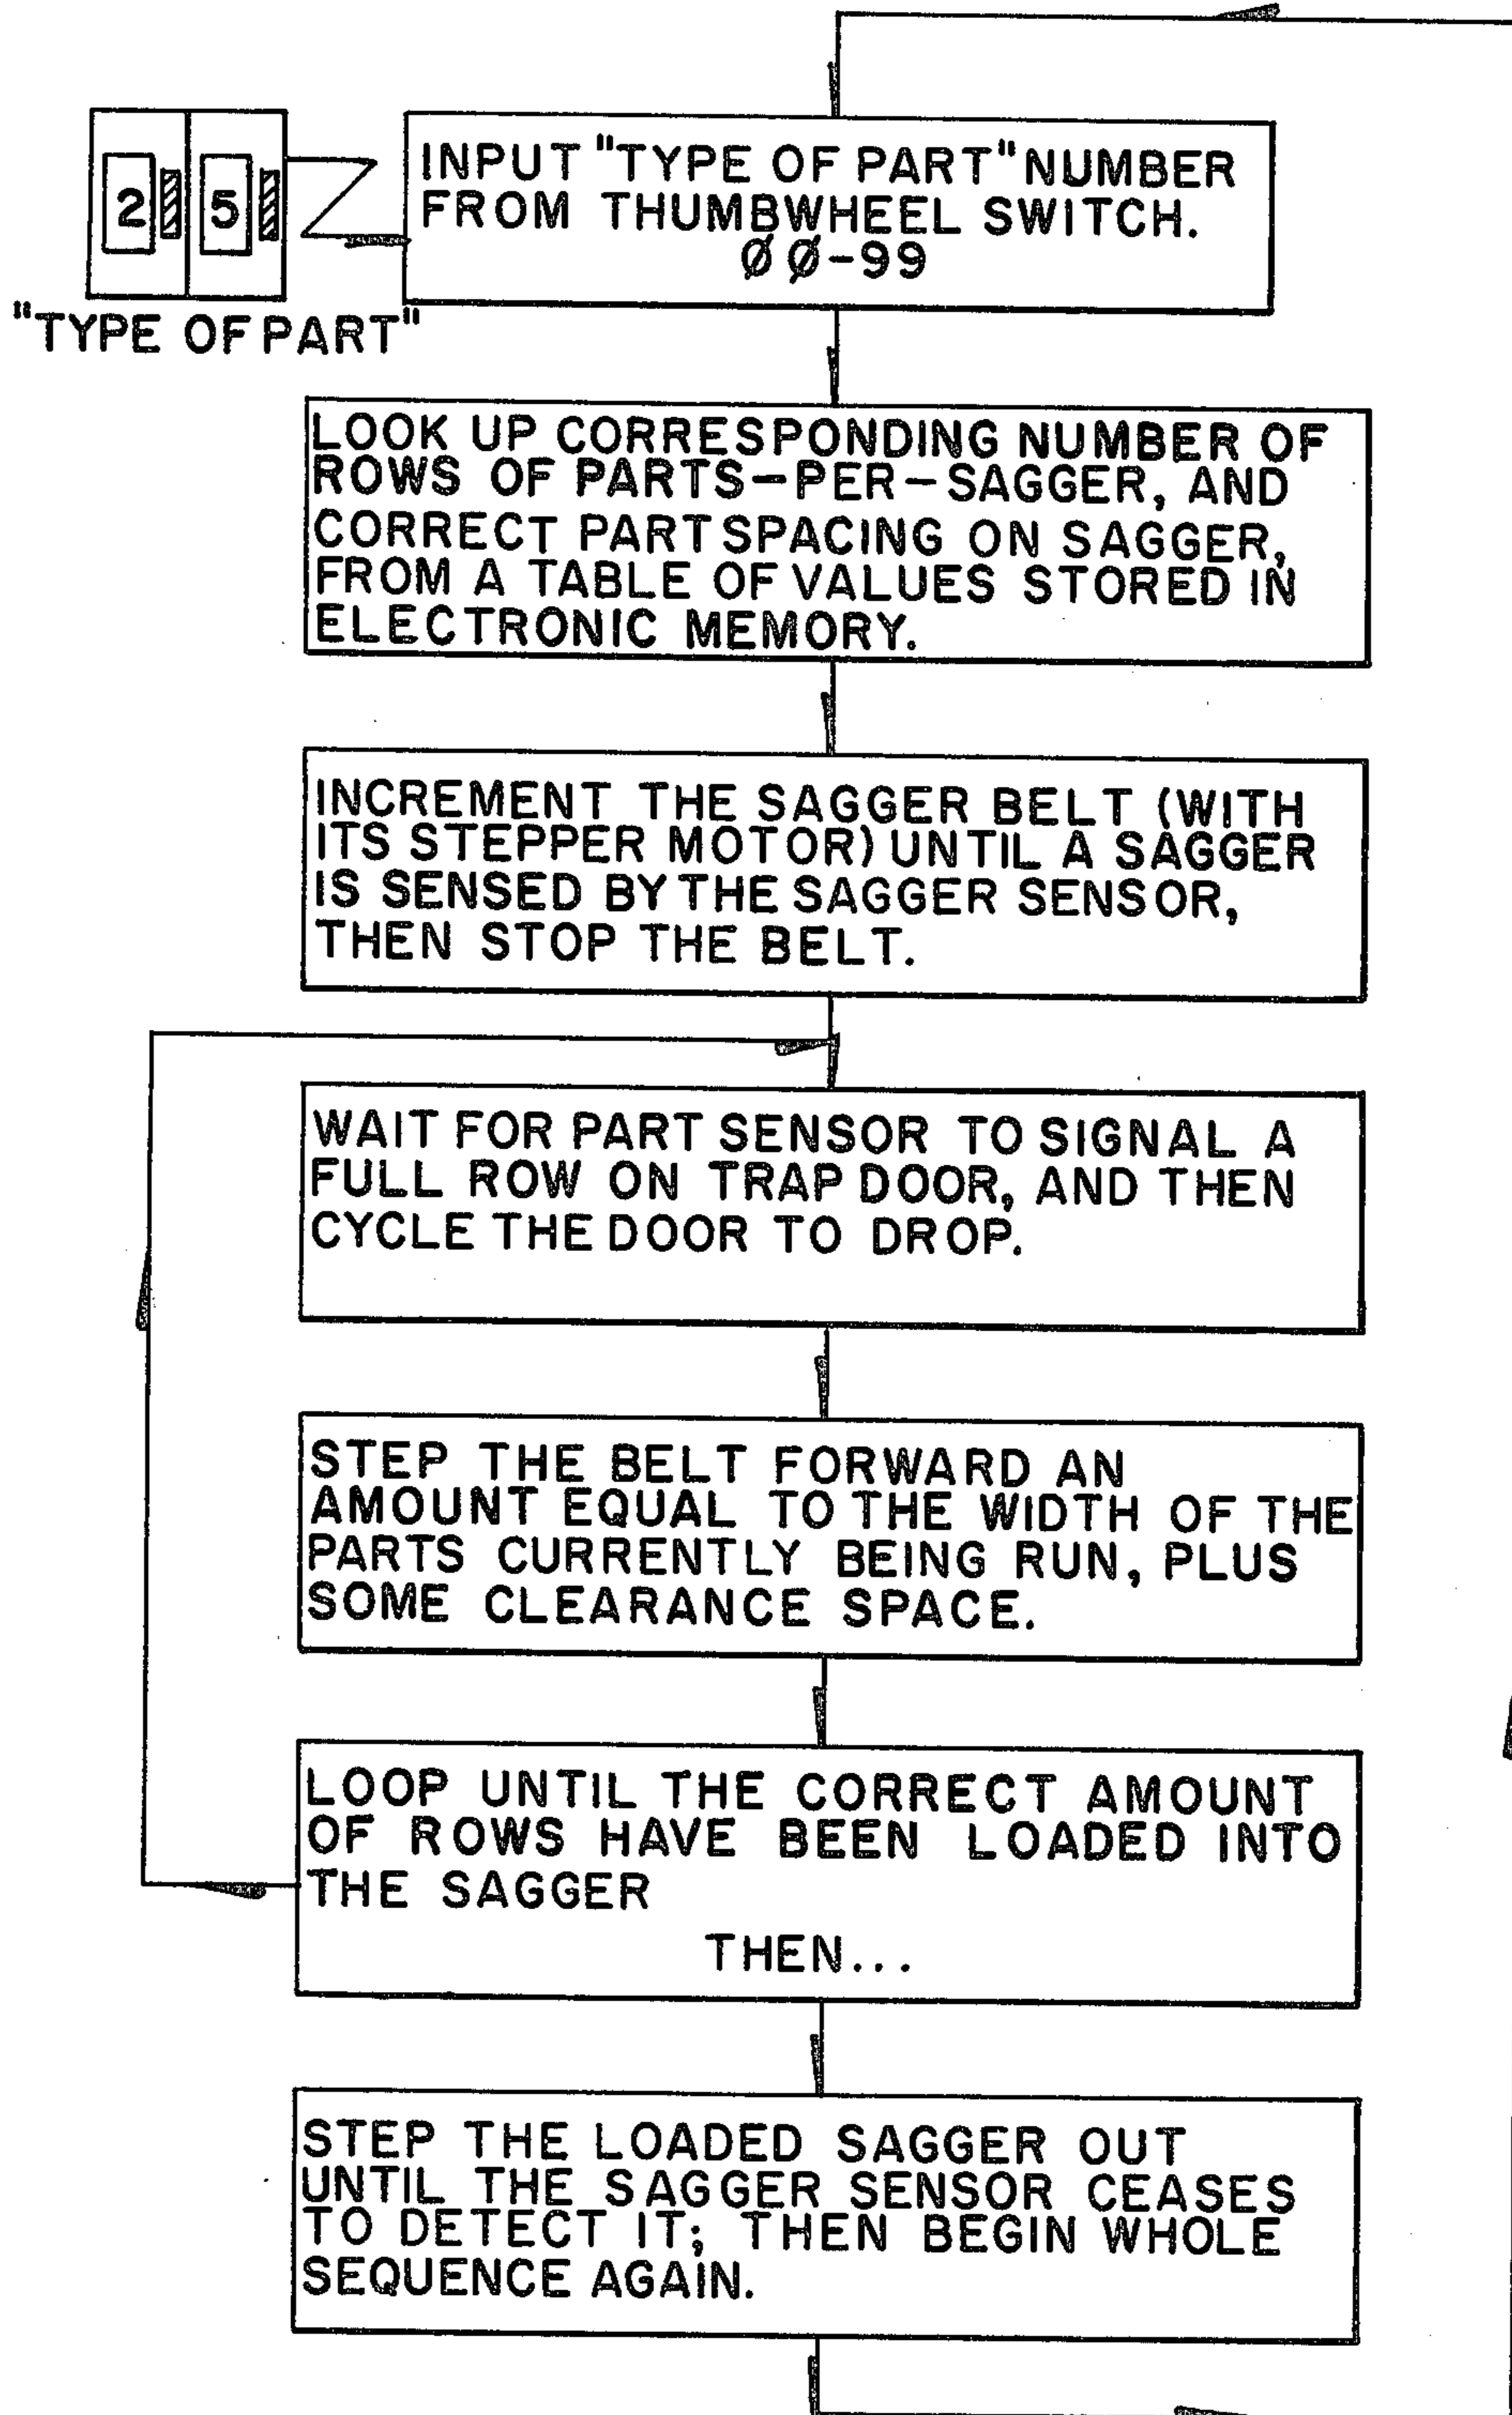 2 5
"TYPE OF PART"
INPUT "TYPE OF PART" NUMBER
FROM THUMBWHEEL SWITCH.
ØØ-99
LOOK UP CORRESPONDING NUMBER OF
ROWS OF PARTS-PER-SAGGER, AND
CORRECT PART SPACING ON SAGGER,
FROM A TABLE OF VALUES STORED IN
ELECTRONIC MEMORY.
INCREMENT THE SAGGER BELT (WITH
ITS STEPPER MOTOR) UNTIL A SAGGER
IS SENSED BY THE SAGGER SENSOR,
THEN STOP THE BELT.
WAIT FOR PART SENSOR TO SIGNAL A
FULL ROW ON TRAP DOOR, AND THEN
CYCLE THE DOOR TO DROP.
STEP THE BELT FORWARD AN
AMOUNT EQUAL TO THE WIDTH OF THE
PARTS CURRENTLY BEING RUN, PLUS
SOME CLEARANCE SPACE.
LOOP UNTIL THE CORRECT AMOUNT
OF ROWS HAVE BEEN LOADED INTO
THE SAGGER
THEN...
STEP THE LOADED SAGGER OUT
UNTIL THE SAGGER SENSOR CEASES
TO DETECT IT; THEN BEGIN WHOLE
SEQUENCE AGAIN.